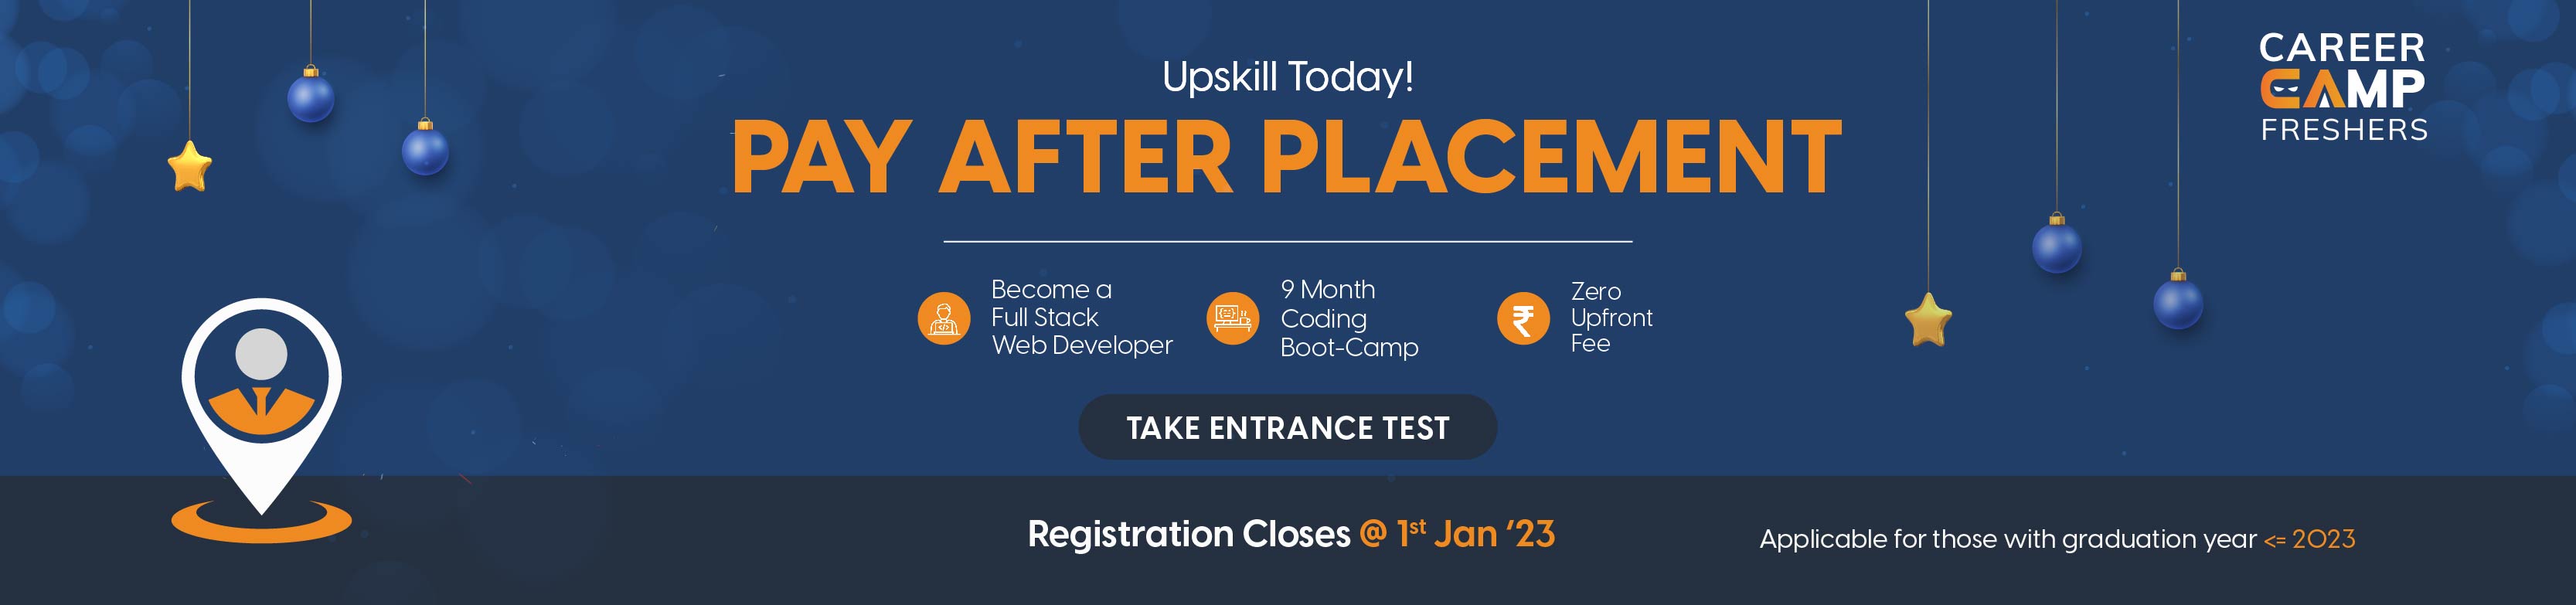 Upskill Today!
PAY AFTER PLACEMENT
CAREER
CAMP
FRESHERS
Become a
Full Stack
Web Developer
9 Month
Coding
Boot-Camp
₹
Zero
Upfront
Fee
TAKE ENTRANCE TEST
Registration Closes @ 1st Jan ‘23
Applicable for those with graduation year <= 2023